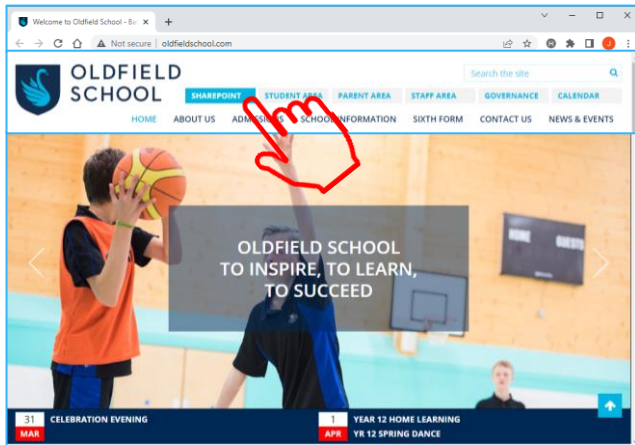 Welcome to Oldfield School - Bat
Not secure | oldfieldschool.com
OLDFIELD
SCHOOL
Search the site
SHAREPOINT STUDENT AREA PARENT AREA STAFF AREA GOVERNANCE CALENDAR
HOME ABOUT US ADMISSIONS SCHOOL INFORMATION SIXTH FORM CONTACT US NEWS & EVENTS
HOME GUESTS
OLDFIELD SCHOOL
TO INSPIRE, TO LEARN,
TO SUCCEED
31 MAR CELEBRATION EVENING
1 APR YEAR 12 HOME LEARNING
YR 12 SPRING DANCE